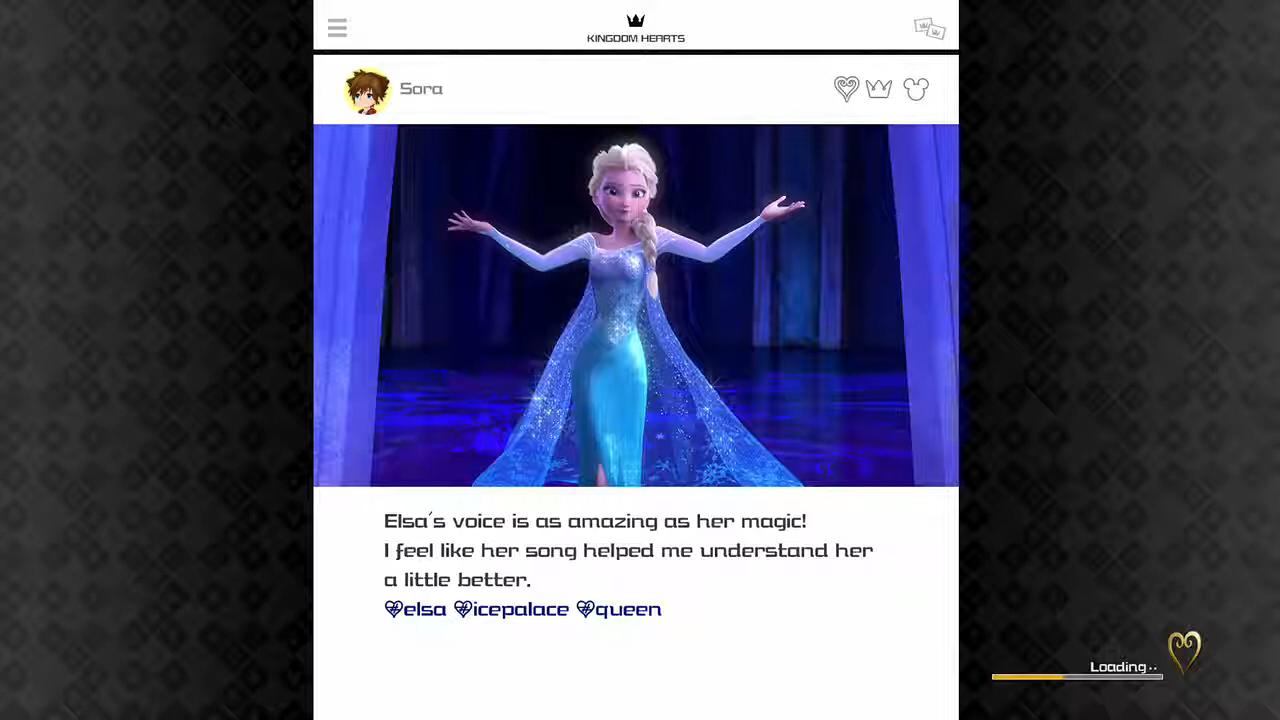 KINGDOM HEARTS
Sora
Elsa's voice is as amazing as her magic!
I feel like her song helped me understand her
a little better.
elsa icepalace queen
Loading..